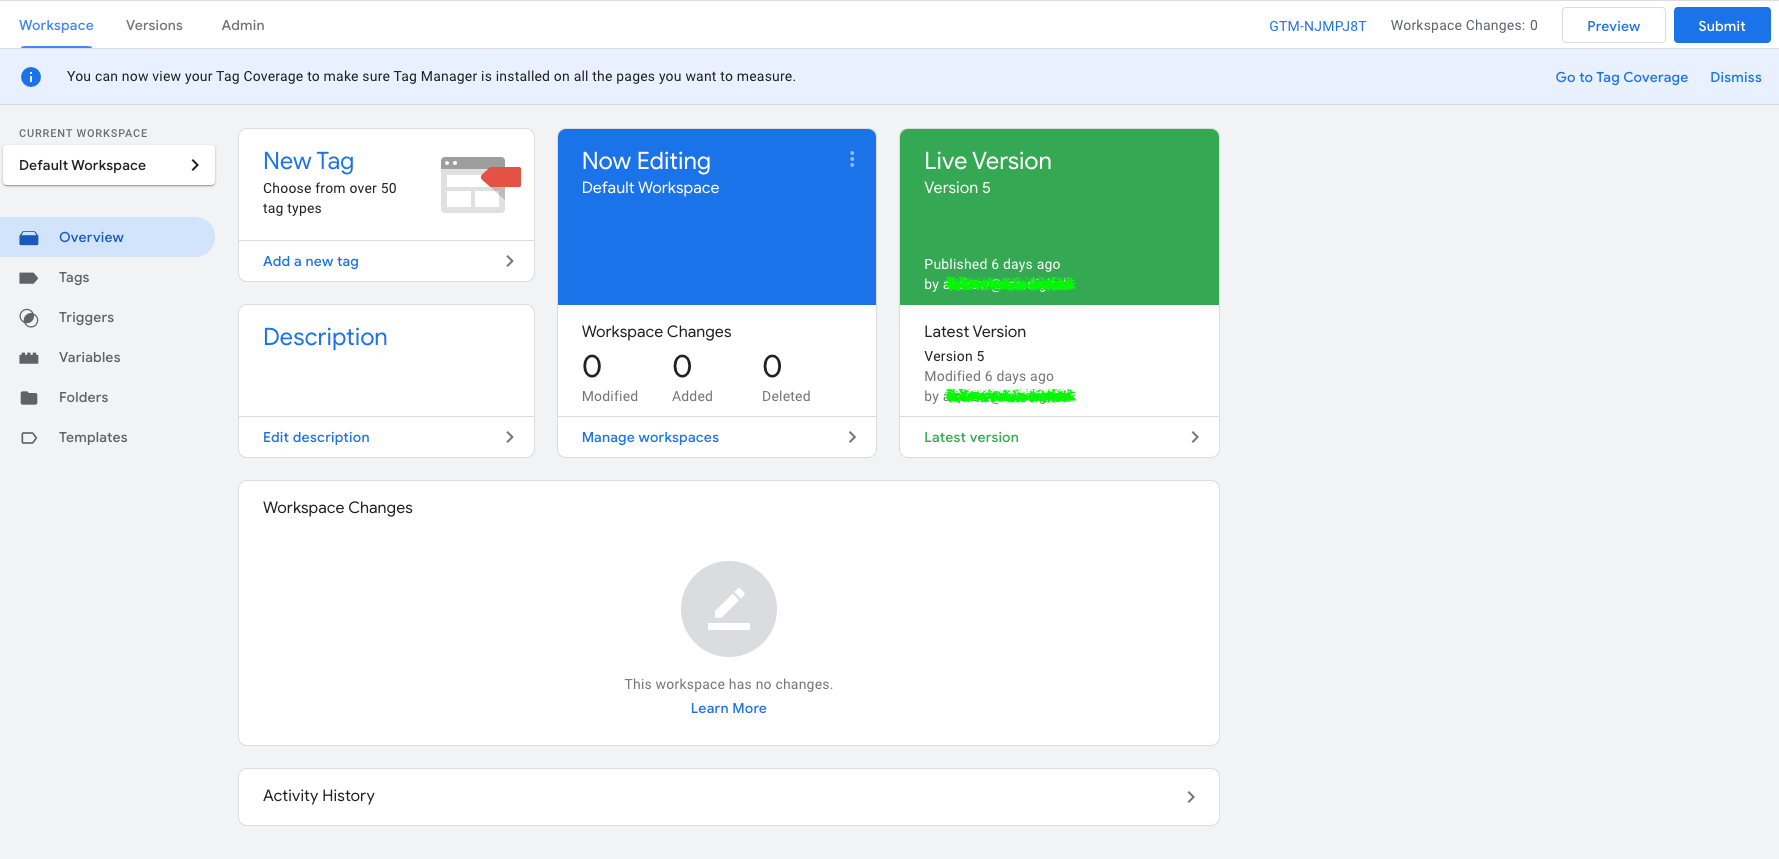 Workspace Versions Admin GTM-NJMPJ8T Workspace Changes: 0 Preview Submit
You can now view your Tag Coverage to make sure Tag Manager is installed on all the pages you want to measure. Go to Tag Coverage Dismiss
CURRENT WORKSPACE
Default Workspace
Overview
Tags
Triggers
Variables
Folders
Templates
New Tag
Choose from over 50
tag types
Add a new tag
Description
Edit description
Now Editing
Default Workspace
Workspace Changes
0 0 0
Modified Added Deleted
Manage workspaces
Live Version
Version 5
Published 6 days ago
by
Latest Version
Version 5
Modified 6 days ago
by
Latest version
Workspace Changes
This workspace has no changes.
Learn More
Activity History